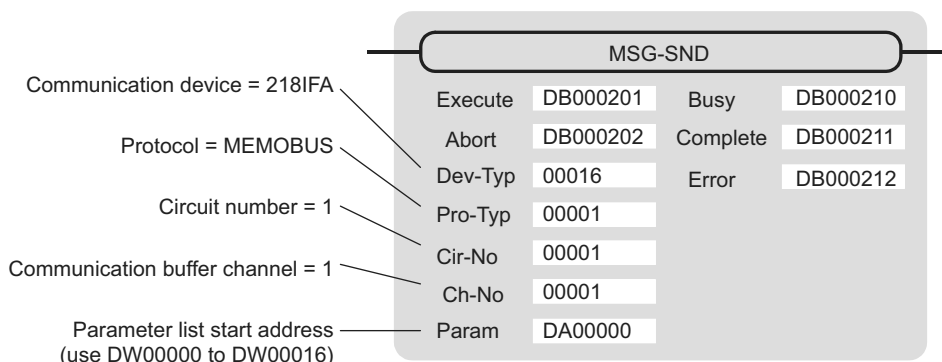 MSG-SND
Communication device = 218IFA
Execute DB000201 Busy DB000210
Protocol = MEMOBUS
Abort DB000202 Complete DB000211
Dev-Typ 00016 Error DB000212
Circuit number = 1
Pro-Typ 00001
Cir-No 00001
Communication buffer channel = 1
Ch-No 00001
Parameter list start address
(use DW00000 to DW00016)
Param DA00000